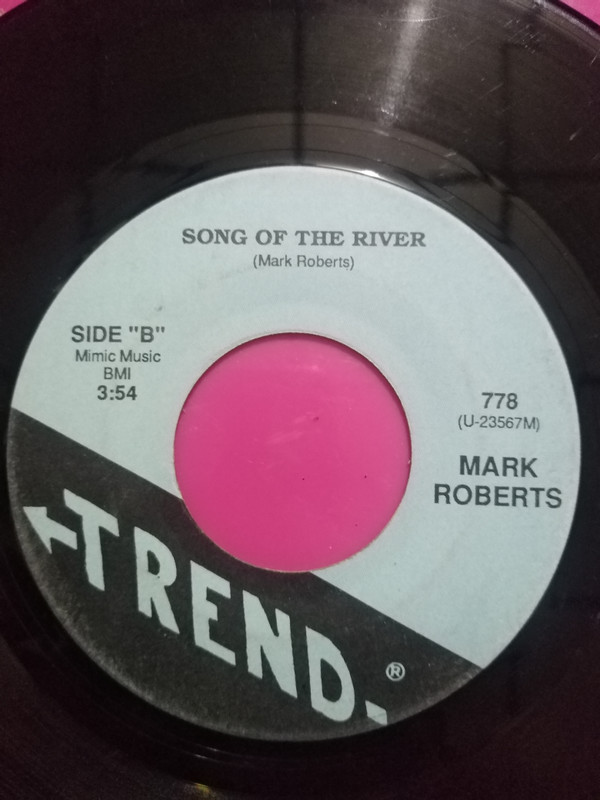 SONG OF THE RIVER
(Mark Roberts)
SIDE "B"
Mimic Music
BMI
3:54
778
(U-23567M)
MARK
ROBERTS
TREND ®